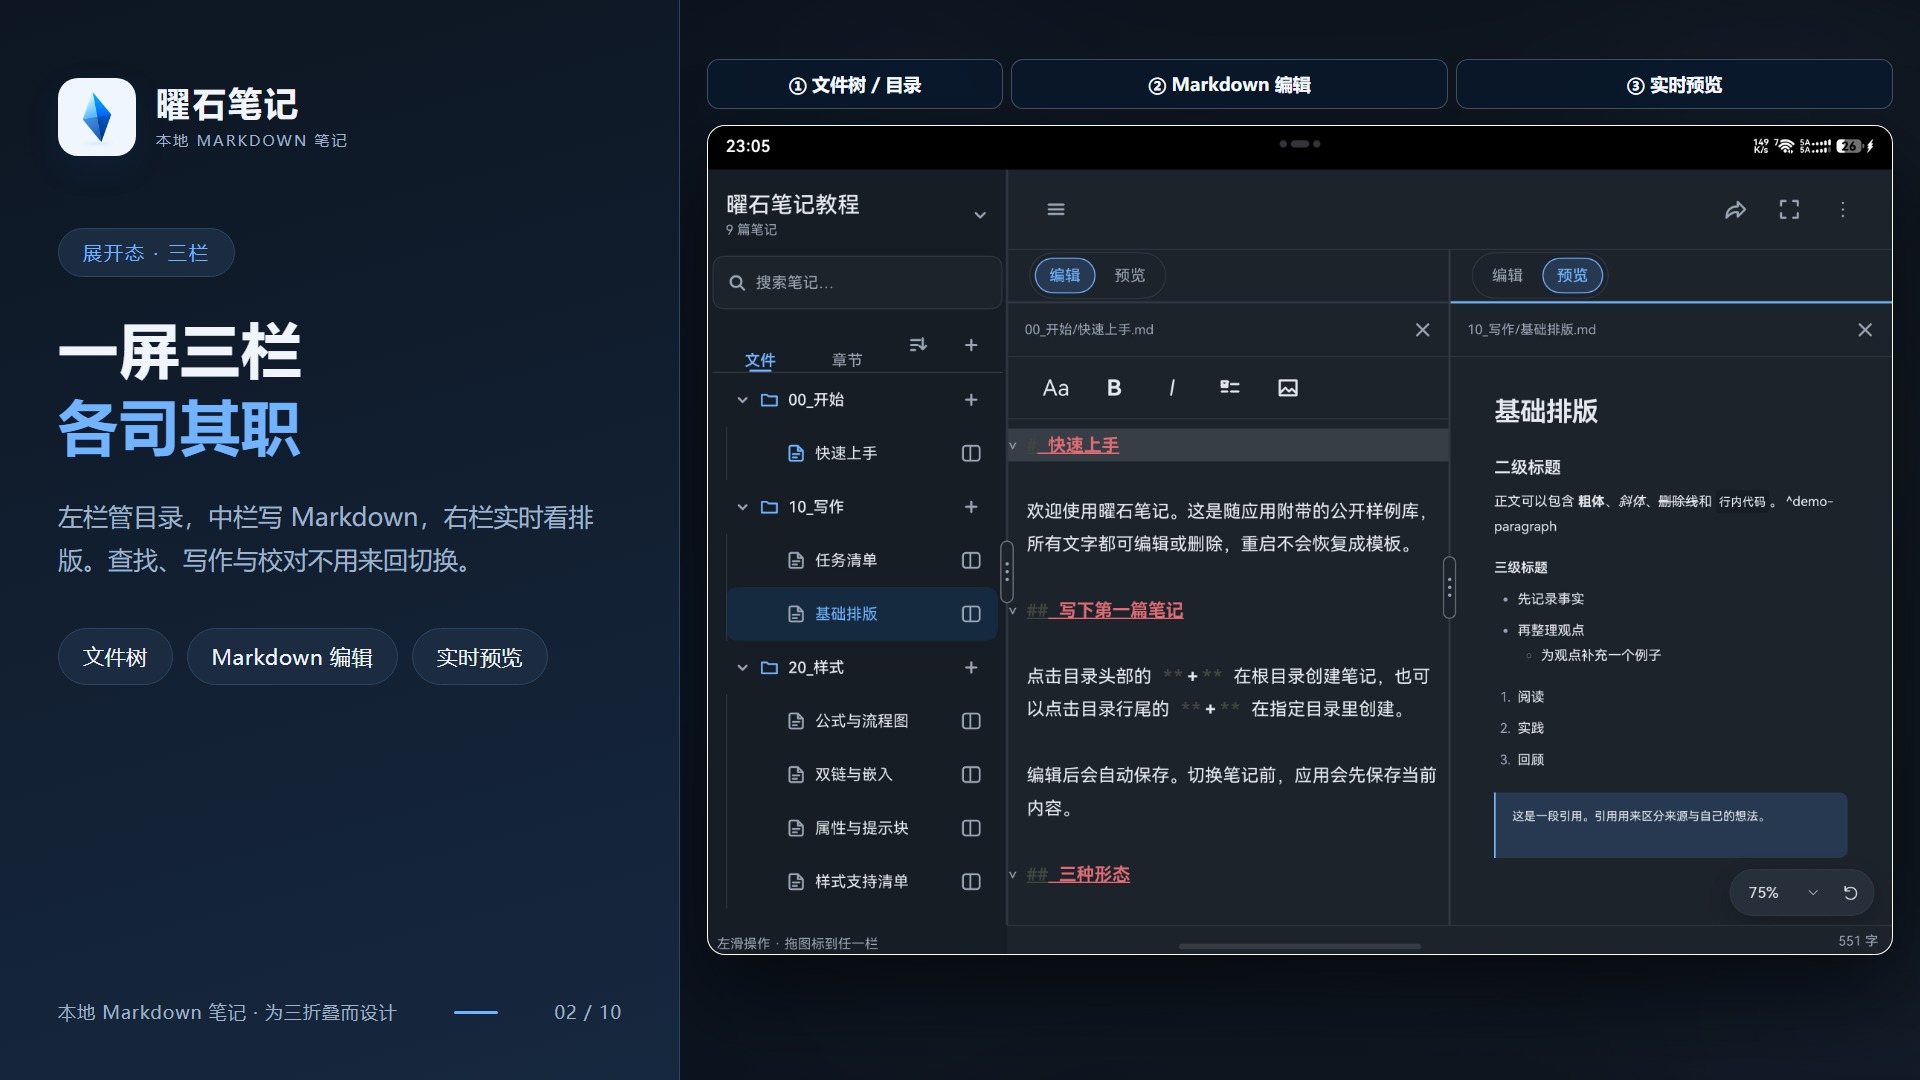 曜石笔记
本地 MARKDOWN 笔记
展开态 · 三栏
一屏三栏
各司其职
左栏管目录，中栏写 Markdown，右栏实时看排
版。查找、写作与校对不用来回切换。
文件树
Markdown 编辑
实时预览
本地 Markdown 笔记 · 为三折叠而设计
02 / 10
① 文件树 / 目录
② Markdown 编辑
③ 实时预览
23:05
149 K/s
7
5A
5A
26
曜石笔记教程
9 篇笔记
搜索笔记...
文件
章节
00_开始
快速上手
10_写作
任务清单
基础排版
20_样式
公式与流程图
双链与嵌入
属性与提示块
样式支持清单
左滑操作 · 拖图标到任一栏
编辑
预览
00_开始/快速上手.md
Aa B I
# 快速上手
欢迎使用曜石笔记。这是随应用附带的公开样例库，
所有文字都可编辑或删除，重启不会恢复成模板。
## 写下第一篇笔记
点击目录头部的 **+** 在根目录创建笔记，也可
以点击目录行尾的 **+** 在指定目录里创建。
编辑后会自动保存。切换笔记前，应用会先保存当前
内容。
## 三种形态
编辑
预览
10_写作/基础排版.md
基础排版
二级标题
正文可以包含 粗体、斜体、删除线和 行内代码 。^demo-
paragraph
三级标题
• 先记录事实
• 再整理观点
◦ 为观点补充一个例子
1. 阅读
2. 实践
3. 回顾
这是一段引用。引用用来区分来源与自己的想法。
75%
551 字